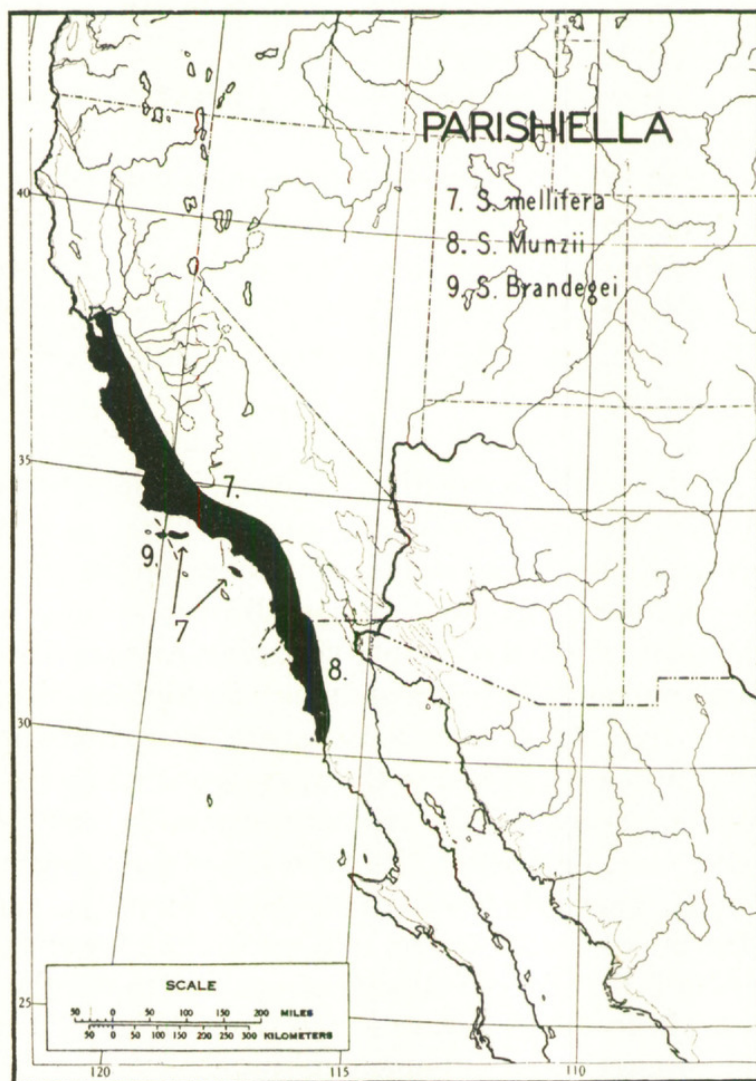 PARISHIELLA
7. S. mellifera
8. S. Munzii
9. S. Brandegei
40
35
7.
9.
7
8.
30
SCALE
50 0 50 100 150 200 MILES
50 0 50 100 150 200 250 300 KILOMETERS
25
120 115 110